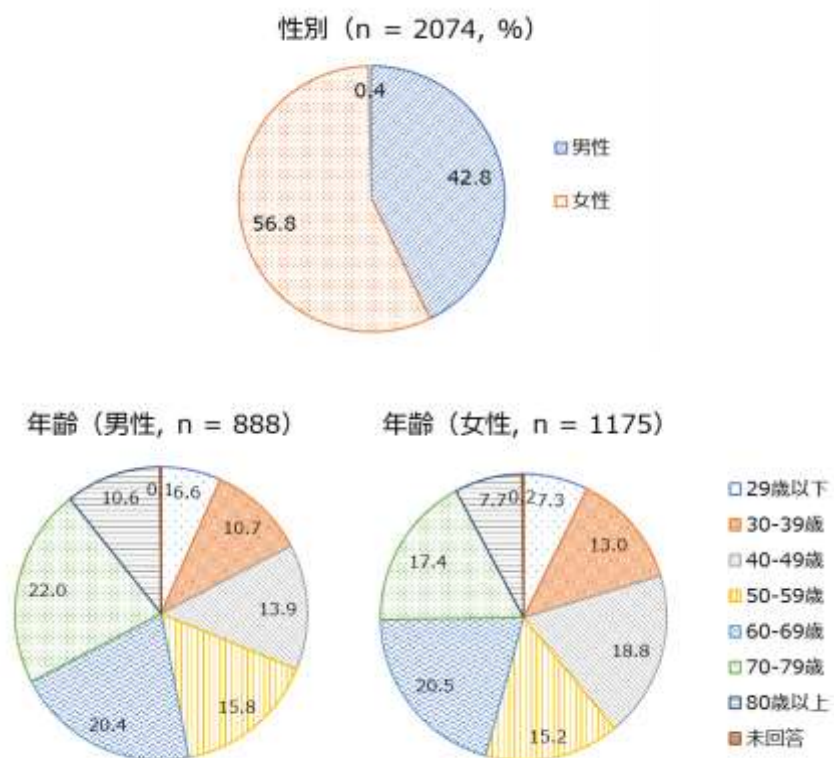 性別（n = 2074, %）
0.4
42.8
56.8
男性
女性
年齢（男性, n = 888）
0.1
6.6
10.6
10.7
22.0
13.9
20.4
15.8
年齢（女性, n = 1175）
7.7
0.2
7.3
13.0
17.4
18.8
20.5
15.2
29歳以下
30-39歳
40-49歳
50-59歳
60-69歳
70-79歳
80歳以上
未回答